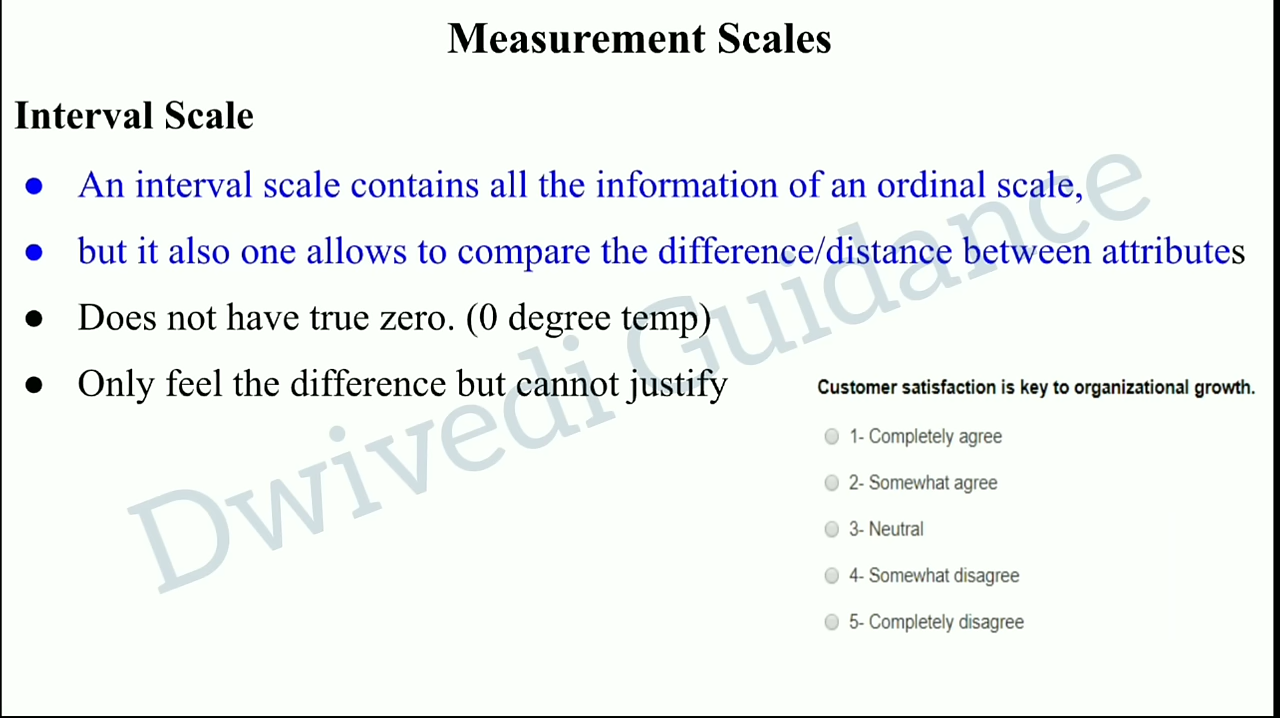 Measurement Scales
Interval Scale
● An interval scale contains all the information of an ordinal scale,
● but it also one allows to compare the difference/distance between attributes
● Does not have true zero. (0 degree temp)
● Only feel the difference but cannot justify
Customer satisfaction is key to organizational growth.
1- Completely agree
2- Somewhat agree
3- Neutral
4- Somewhat disagree
5- Completely disagree
Dwivedi Guidance